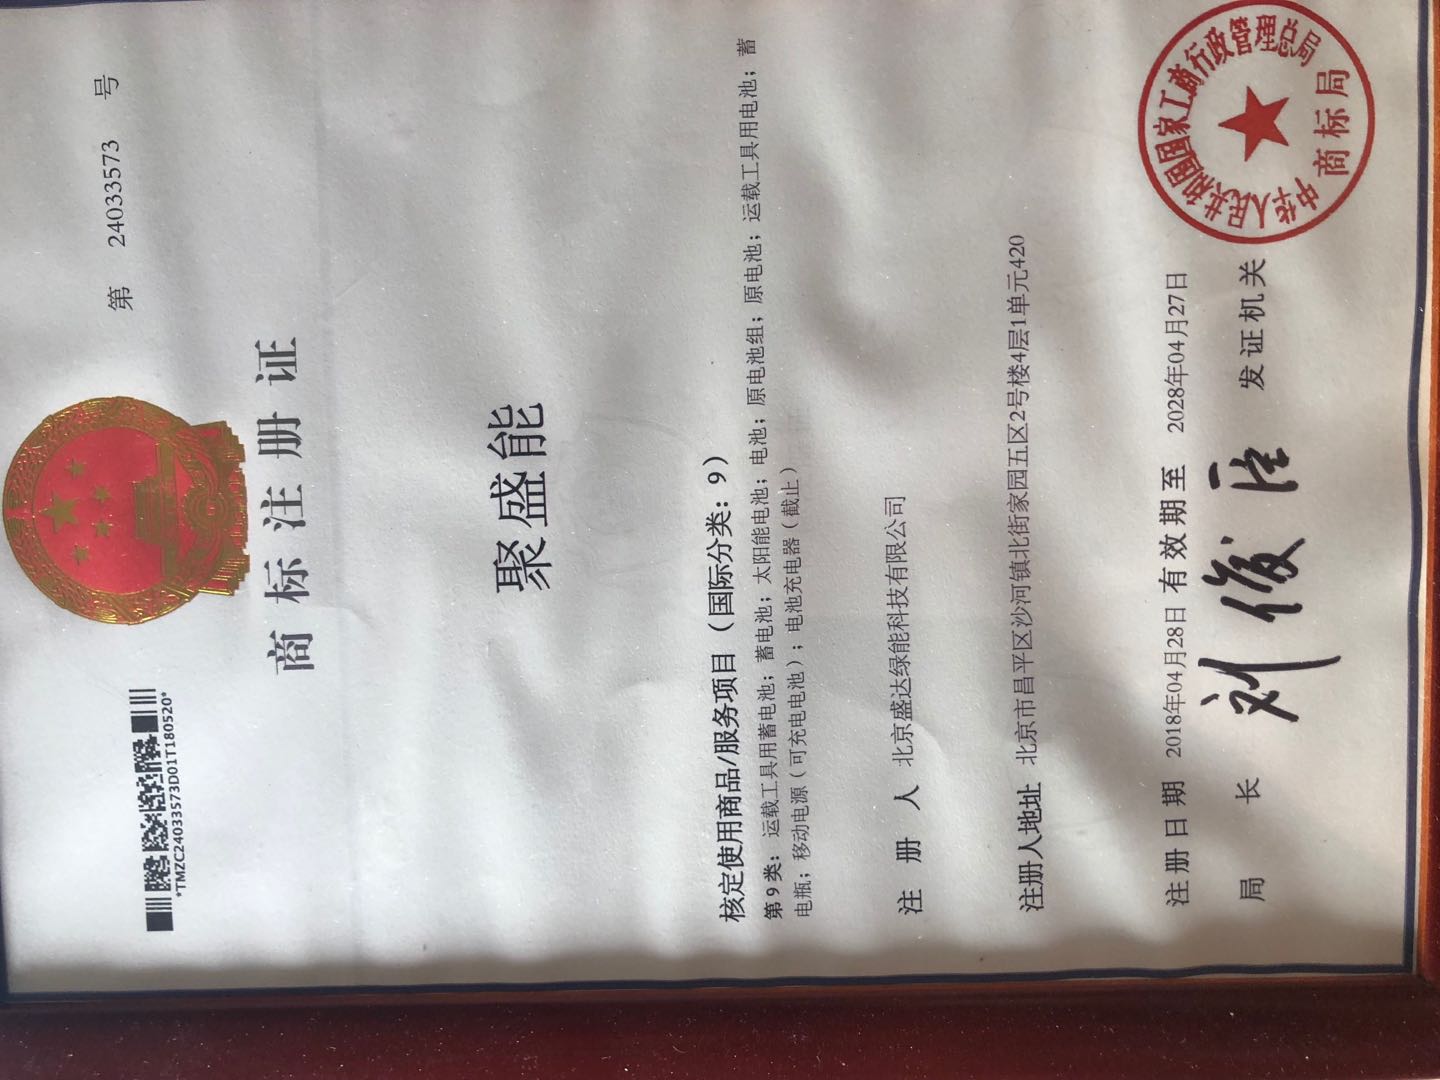 *TMZC24033573D01T180520*
第 24033573 号
商标注册证
聚盛能
核定使用商品/服务项目（国际分类：9）
第9类：运载工具用蓄电池；蓄电池；太阳能电池；电池；原电池组；原电池；运载工具用电池；蓄
电瓶；移动电源（可充电电池）；电池充电器（截止）
注 册 人 北京盛达绿能科技有限公司
注册人地址 北京市昌平区沙河镇北街家园五区2号楼4层1单元420
注册日期 2018年04月28日 有效期至 2028年04月27日
局 长 刘俊臣 发证机关
中华人民共和国国家工商行政管理总局
商标局